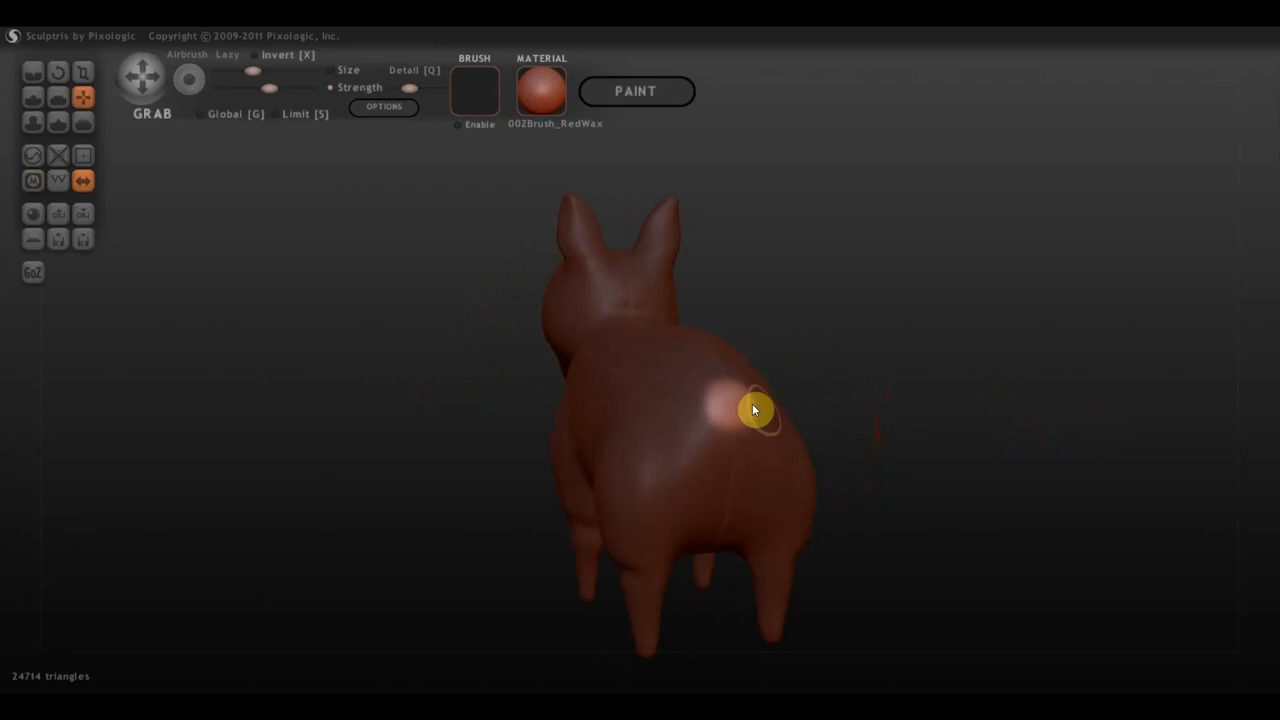 Sculptris by Pixologic Copyright © 2009-2011 Pixologic, Inc.
Airbrush Lazy Invert [X]
BRUSH MATERIAL
Size Detail [Q]
Strength
PAINT
OPTIONS
GRAB Global [G] Limit [S]
Enable 00ZBrush_RedWax
M
GoZ
24714 triangles